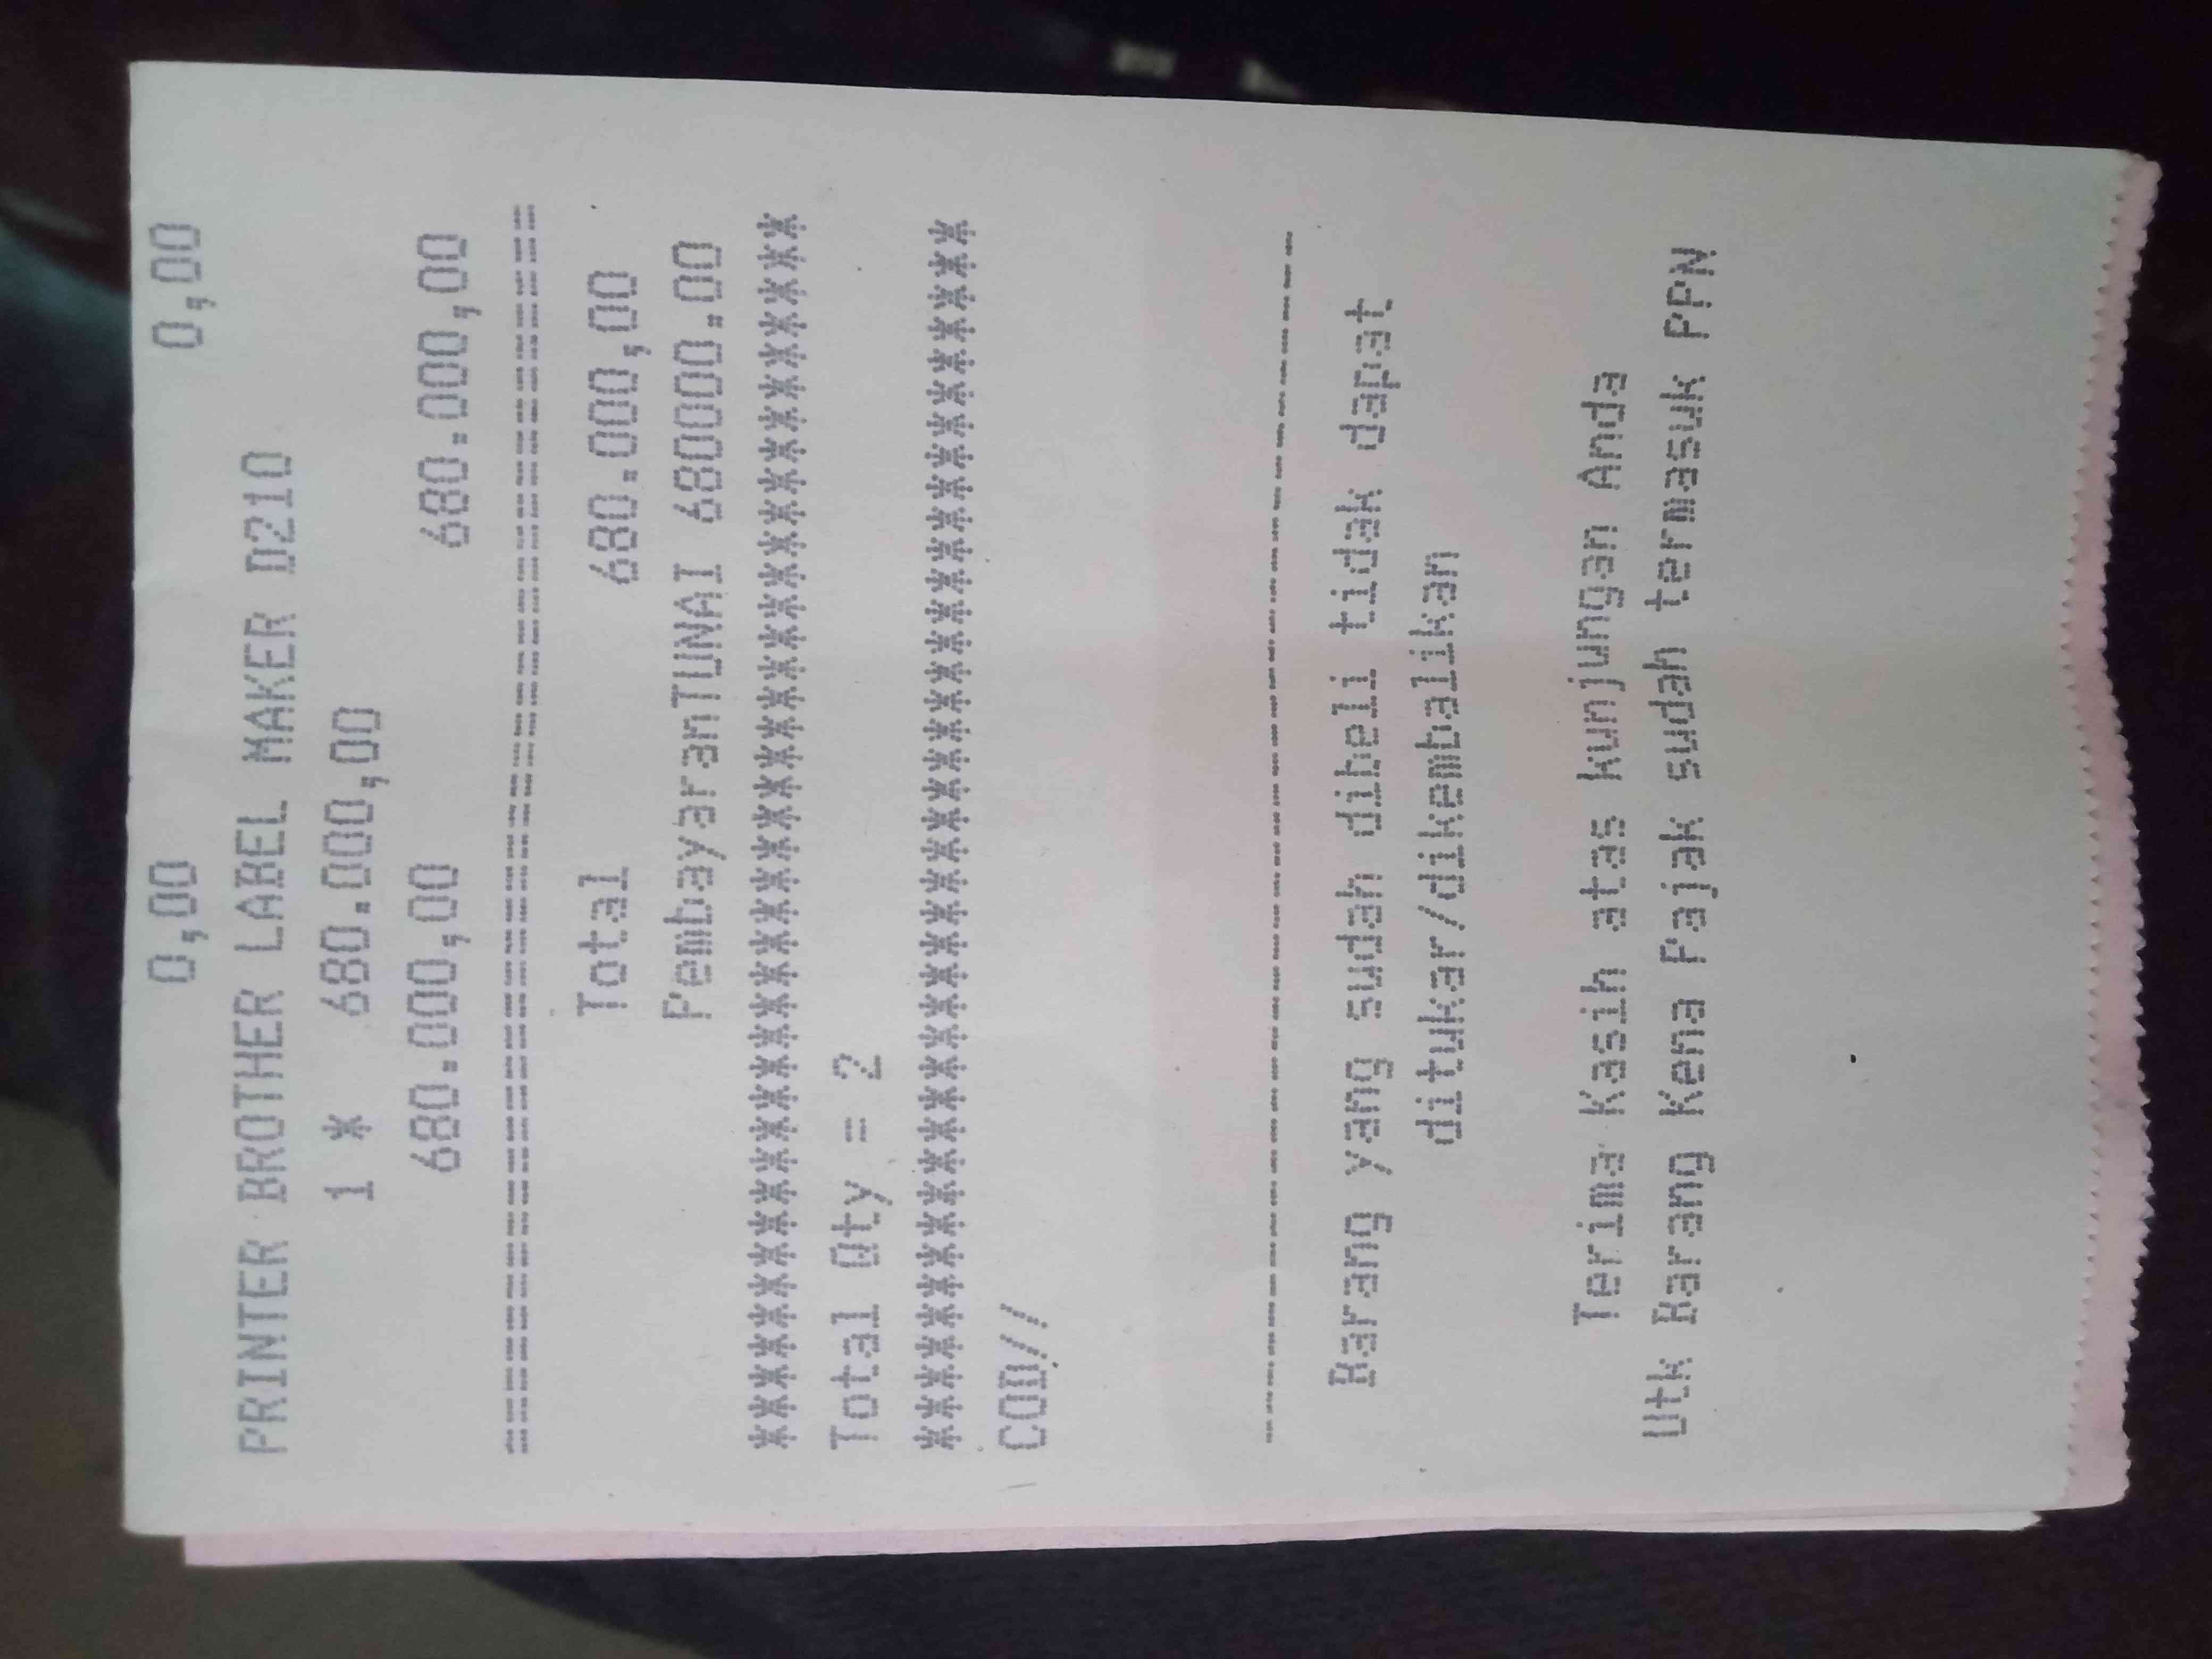 0,00 0,00
PRINTER BROTHER LABEL MAKER D210
1 * 680.000,00
680.000,00 680.000,00
Total 680.000,00
PembayaranTUNAI 680000.00
************************************
Total Qty = 2
************************************
COD//
Barang yang sudah dibeli tidak dapat
ditukar/dikembalikan
Terima Kasih atas kunjungan Anda
Utk Barang Kena Pajak sudah termasuk PPN